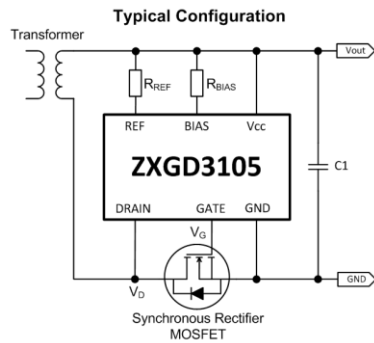 Typical Configuration
Transformer
Vout
RREF
RBIAS
REF BIAS Vcc
ZXGD3105
C1
DRAIN GATE GND
VG
VD
GND
Synchronous Rectifier
MOSFET